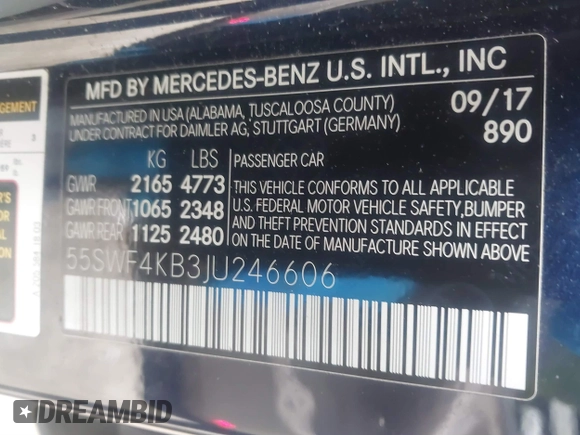 MFD BY MERCEDES-BENZ U.S. INTL., INC
MANUFACTURED IN USA (ALABAMA, TUSCALOOSA COUNTY)
UNDER CONTRACT FOR DAIMLER AG, STUTTGART (GERMANY)
09/17
890
KG LBS
GVWR 2165 4773
GAWR FRONT 1065 2348
GAWR REAR 1125 2480
PASSENGER CAR
THIS VEHICLE CONFORMS TO ALL APPLICABLE
U.S. FEDERAL MOTOR VEHICLE SAFETY, BUMPER
AND THEFT PREVENTION STANDARDS IN EFFECT
ON THE DATE OF MANUFACTURE SHOWN ABOVE
55SWF4KB3JU246606
DREAMBID